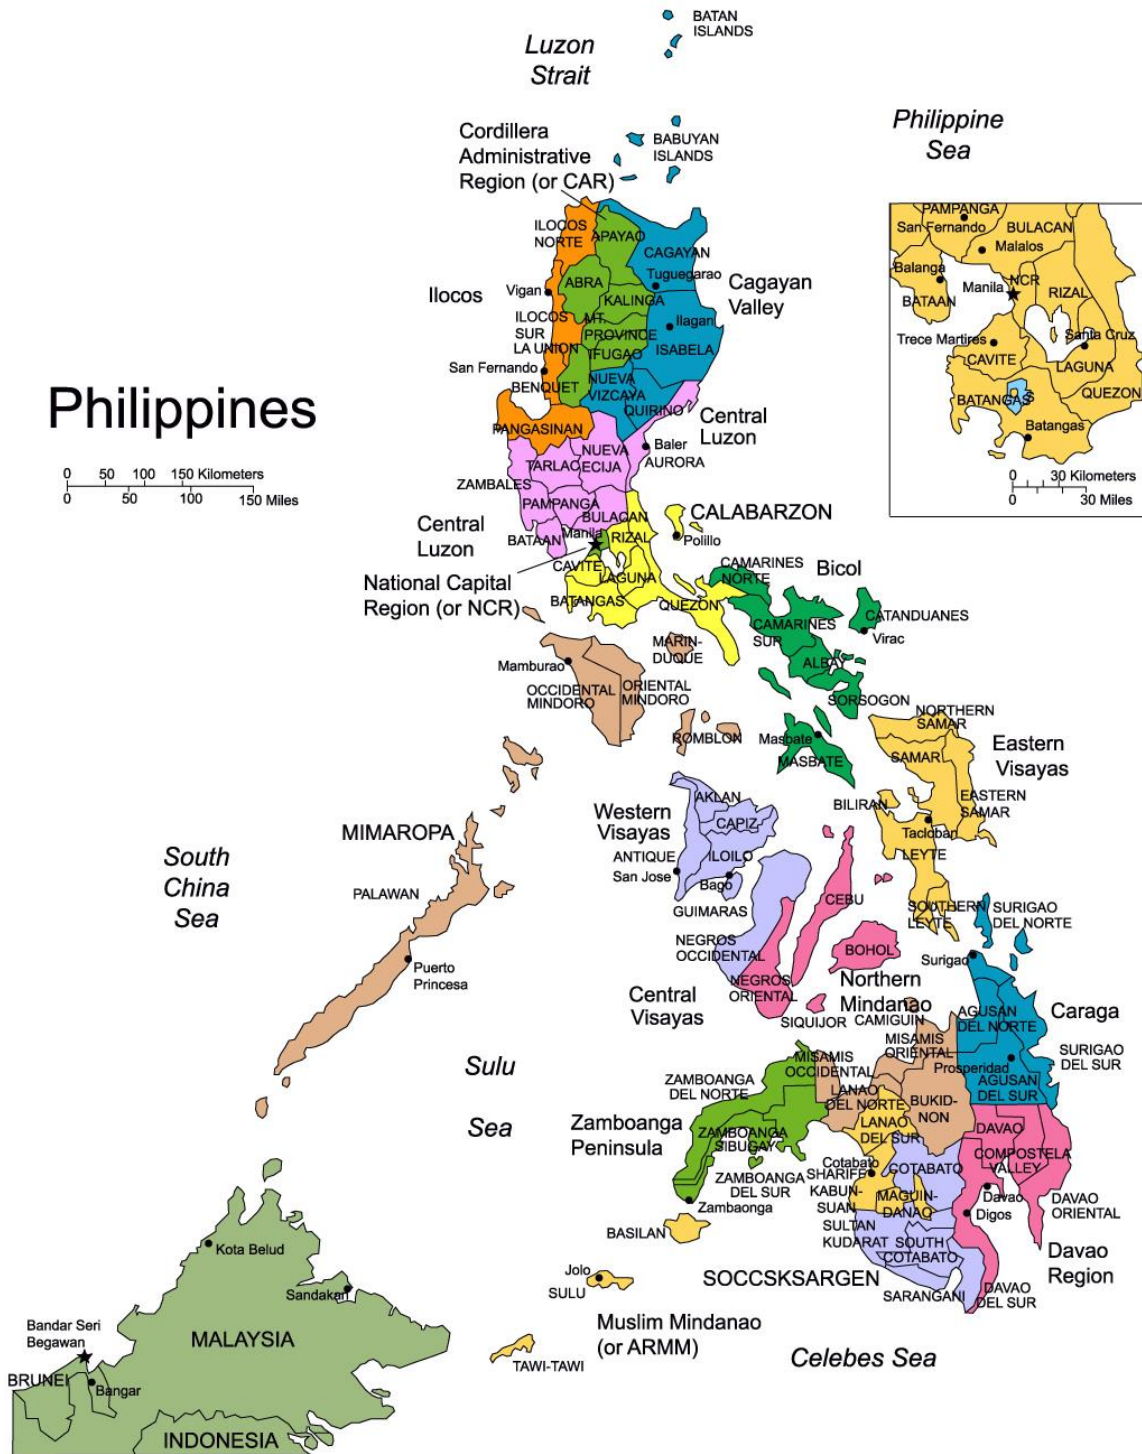 BATAN
ISLANDS
Luzon
Strait
Philippine
Sea
Cordillera
Administrative
Region (or CAR)
BABUYAN
ISLANDS
ILOCOS
NORTE
APAYAO
CAGAYAN
Tuguegarao
Cagayan
Valley
Ilocos
Vigan
ABRA
KALINGA
ILOCOS
SUR
MT.
PROVINCE
Ilagan
ISABELA
LA UNION
IFUGAO
San Fernando
BENQUET
NUEVA
VIZCAYA
QUIRINO
Central
Luzon
Philippines
PANGASINAN
0 50 100 150 Kilometers
0 50 100 150 Miles
NUEVA
ECIJA
Baler
AURORA
TARLAC
ZAMBALES
PAMPANGA
BULACAN
Central
Luzon
BATAAN
Manila
RIZAL
CALABARZON
Polillo
National Capital
Region (or NCR)
CAVITE
LAGUNA
BATANGAS
QUEZON
PAMPANGA
San Fernando
BULACAN
Malalos
Balanga
BATAAN
Manila
NCR
RIZAL
Trece Martires
CAVITE
Santa Cruz
LAGUNA
BATANGAS
QUEZON
Batangas
0 30 Kilometers
0 30 Miles
CAMARINES
NORTE
Bicol
CATANDUANES
Virac
CAMARINES
SUR
ALBAY
SORSOGON
Masbate
MASBATE
MARIN-
DUQUE
Mamburao
OCCIDENTAL
MINDORO
ORIENTAL
MINDORO
ROMBLON
NORTHERN
SAMAR
SAMAR
Eastern
Visayas
EASTERN
SAMAR
BILIRAN
Tacloban
LEYTE
SOUTHERN
LEYTE
MIMAROPA
PALAWAN
Puerto
Princesa
South
China
Sea
Western
Visayas
AKLAN
CAPIZ
ANTIQUE
ILOILO
San Jose
Bago
GUIMARAS
NEGROS
OCCIDENTAL
CEBU
BOHOL
NEGROS
ORIENTAL
Central
Visayas
SIQUIJOR
Northern
Mindanao
CAMIGUIN
SURIGAO
DEL NORTE
Surigao
AGUSAN
DEL NORTE
Caraga
Prosperidad
SURIGAO
DEL SUR
AGUSAN
DEL SUR
MISAMIS
ORIENTAL
MISAMIS
OCCIDENTAL
LANAO
DEL NORTE
BUKID-
NON
LANAO
DEL SUR
Sulu
Sea
ZAMBOANGA
DEL NORTE
Zamboanga
Peninsula
ZAMBOANGA
SIBUGAY
ZAMBOANGA
DEL SUR
Zambaonga
Cotabato
SHARIFF
KABUN-
SUAN
COTABATO
MAGUIN-
DANAO
SULTAN
KUDARAT
SOUTH
COTABATO
SOCCSKSARGEN
SARANGANI
DAVAO
COMPOSTELA
VALLEY
Davao
Digos
DAVAO
ORIENTAL
Davao
Region
DAVAO
DEL SUR
BASILAN
Jolo
SULU
Muslim Mindanao
(or ARMM)
TAWI-TAWI
Celebes Sea
Kota Belud
Sandakan
Bandar Seri
Begawan
MALAYSIA
BRUNEI
Bangar
INDONESIA